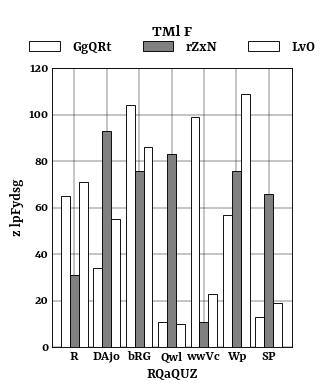 TMl F
GgQRt rZxN LvO
120
100
80
60
40
20
0
z lpFydsg
R DAjo bRG Qwl wwVc Wp SP
RQaQUZ